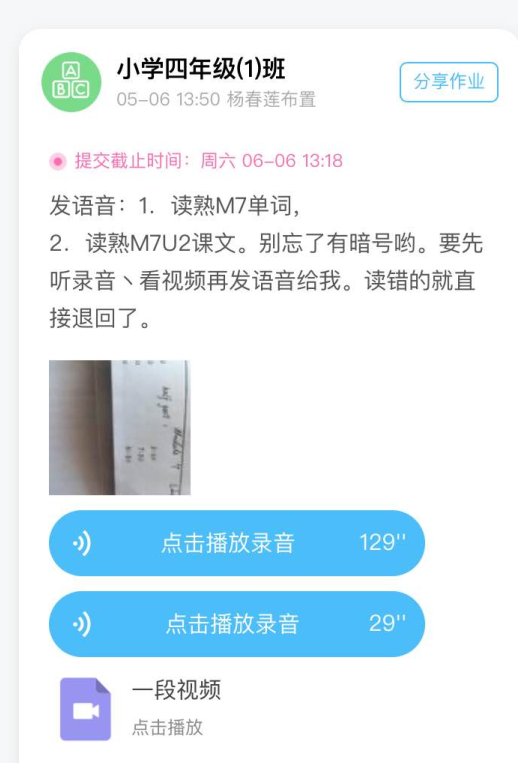 A
B C
小学四年级(1)班
05-06 13:50 杨春莲布置
分享作业
提交截止时间：周六 06-06 13:18
发语音：1. 读熟M7单词，
2. 读熟M7U2课文。别忘了有暗号哟。要先
听录音丶看视频再发语音给我。读错的就直
接退回了。
half past
点击播放录音 129''
点击播放录音 29''
一段视频
点击播放